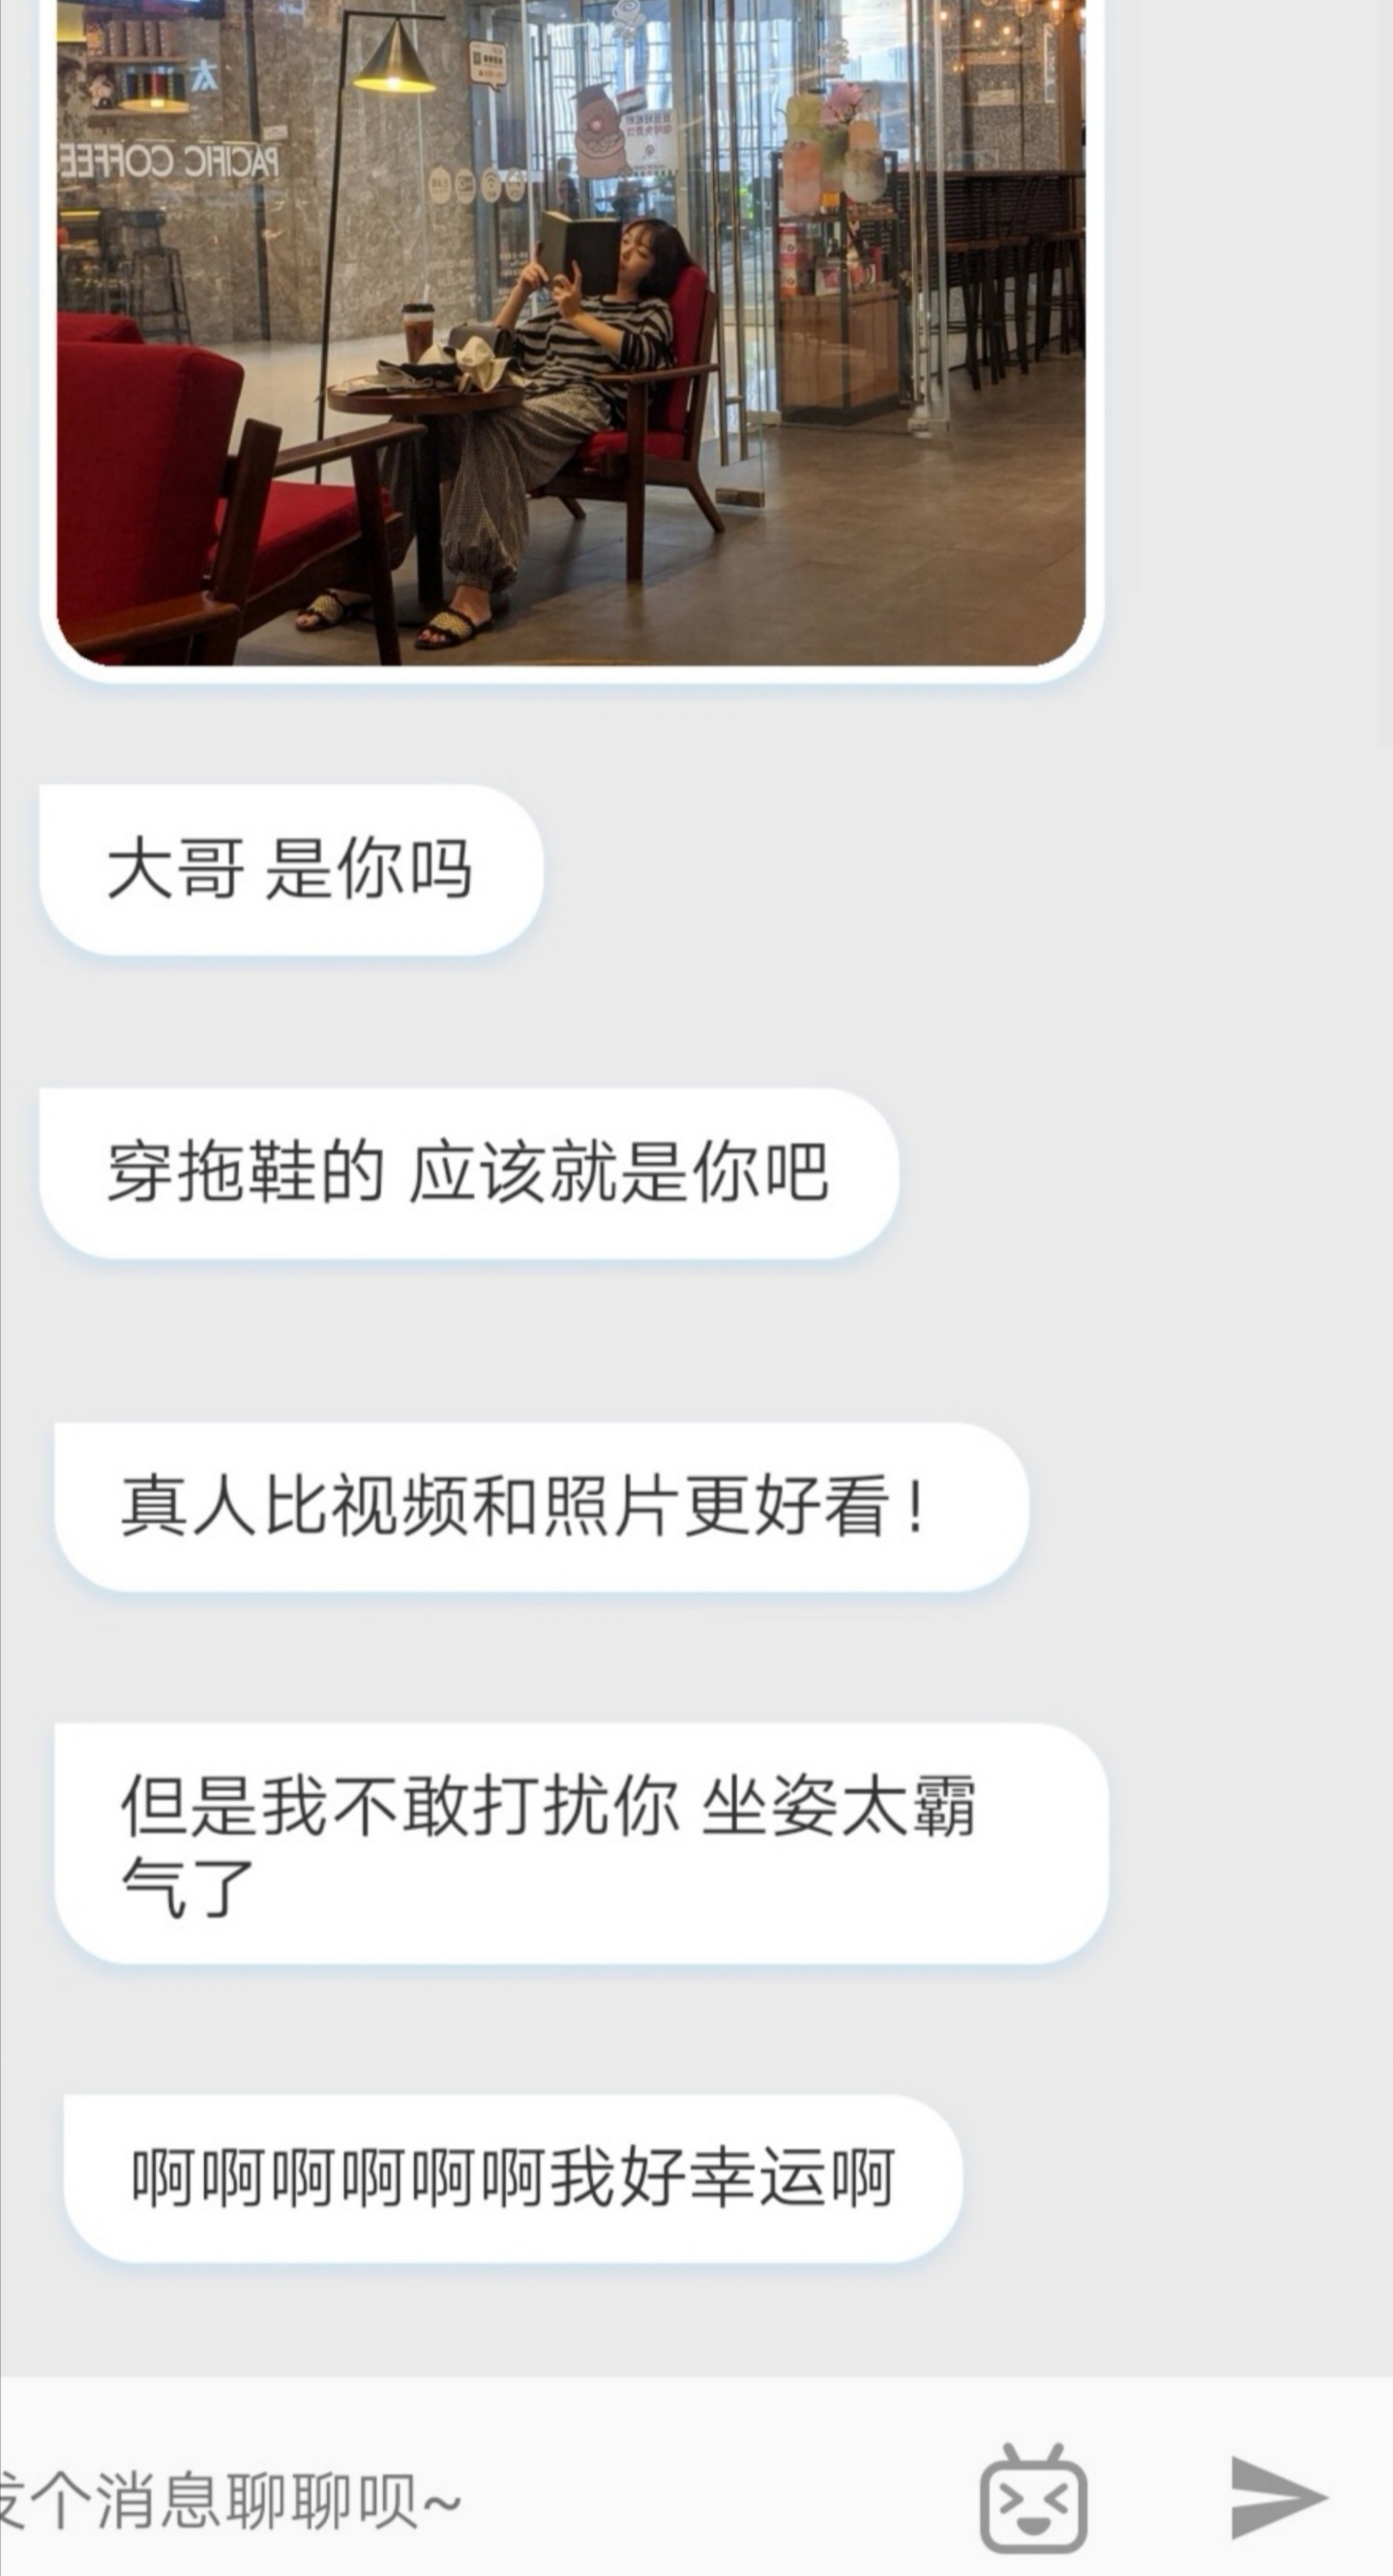 PACIFIC COFFEE
太
大哥 是你吗
穿拖鞋的 应该就是你吧
真人比视频和照片更好看！
但是我不敢打扰你 坐姿太霸
气了
啊啊啊啊啊啊我好幸运啊
发个消息聊聊呗~